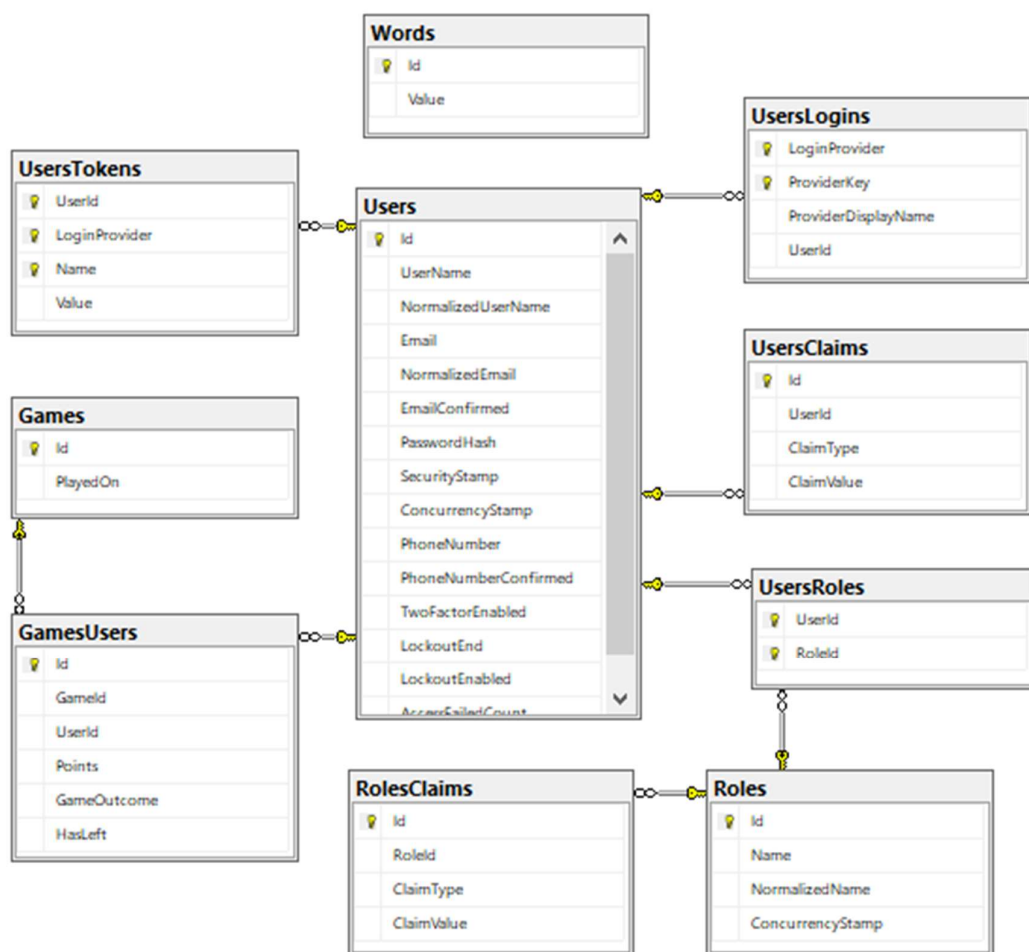 Words
Id
Value
UsersLogins
LoginProvider
ProviderKey
ProviderDisplayName
UserId
UsersTokens
UserId
LoginProvider
Name
Value
Users
Id
UserName
NormalizedUserName
Email
NormalizedEmail
EmailConfirmed
PasswordHash
SecurityStamp
ConcurrencyStamp
PhoneNumber
PhoneNumberConfirmed
TwoFactorEnabled
LockoutEnd
LockoutEnabled
AccessFailedCount
UsersClaims
Id
UserId
ClaimType
ClaimValue
Games
Id
PlayedOn
UsersRoles
UserId
RoleId
GamesUsers
Id
GameId
UserId
Points
GameOutcome
HasLeft
RolesClaims
Id
RoleId
ClaimType
ClaimValue
Roles
Id
Name
NormalizedName
ConcurrencyStamp